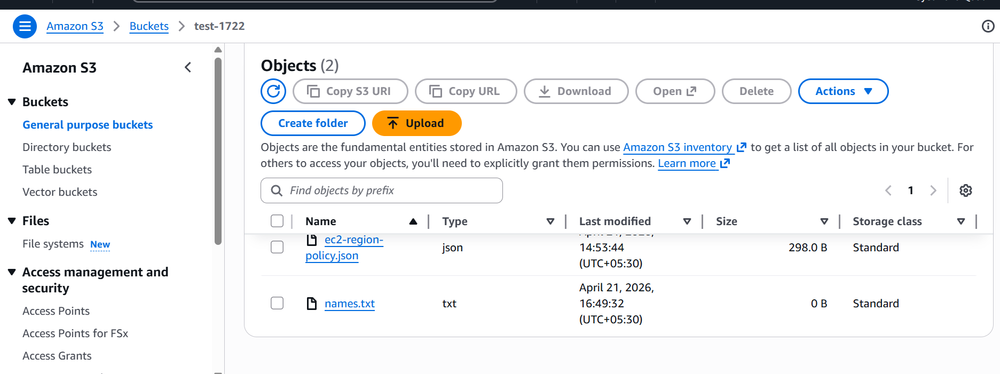 Amazon S3 > Buckets > test-1722
Amazon S3
Buckets
General purpose buckets
Directory buckets
Table buckets
Vector buckets
Files
File systems New
Access management and
security
Access Points
Access Points for FSx
Access Grants
Objects (2)
Copy S3 URI Copy URL Download Open Delete Actions
Create folder Upload
Objects are the fundamental entities stored in Amazon S3. You can use Amazon S3 inventory to get a list of all objects in your bucket. For
others to access your objects, you'll need to explicitly grant them permissions. Learn more
Find objects by prefix
1
Name Type Last modified Size Storage class
ec2-region-
policy.json
json
14:53:44
(UTC+05:30)
298.0 B
Standard
names.txt
txt
April 21, 2026,
16:49:32
(UTC+05:30)
0 B
Standard